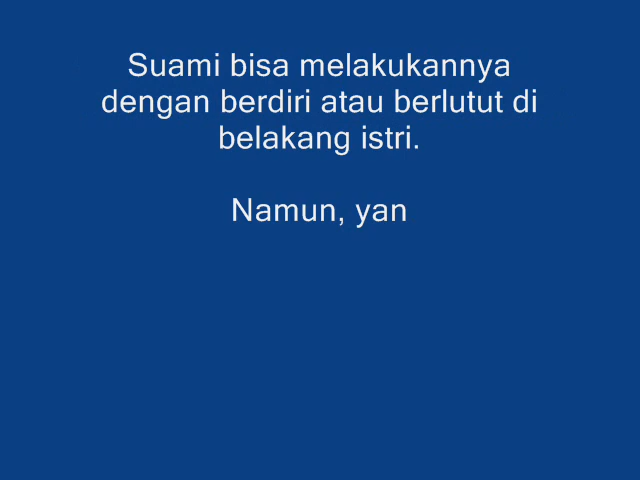 Suami bisa melakukannya
dengan berdiri atau berlutut di
belakang istri.
Namun, yan